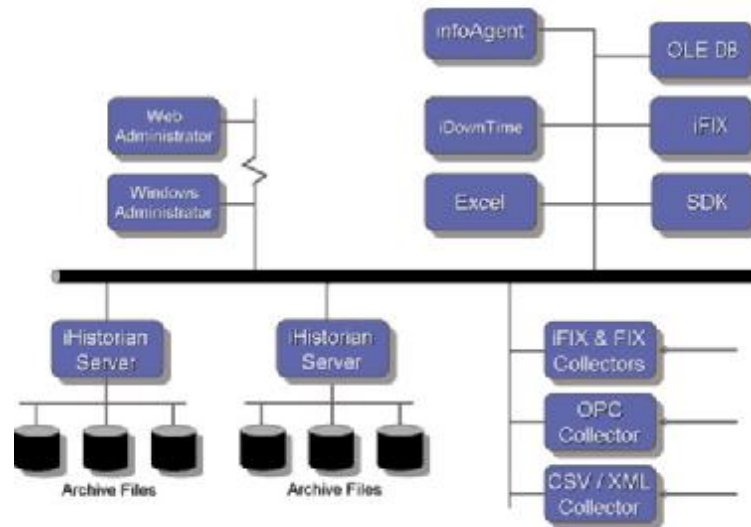 infoAgent
OLE DB
Web
Administrator
iDownTime
iFIX
Windows
Administrator
Excel
SDK
iHistorian
Server
iHistorian
Server
iFIX & FIX
Collectors
OPC
Collector
Archive Files
Archive Files
CSV / XML
Collector